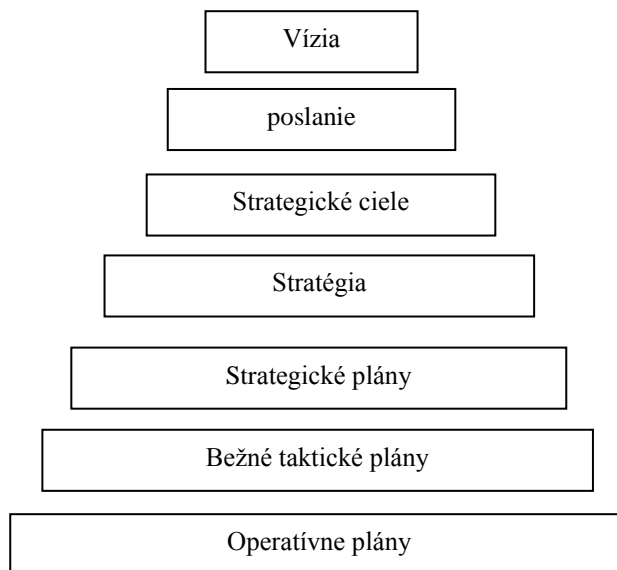 Vízia
poslanie
Strategické ciele
Stratégia
Strategické plány
Bežné taktické plány
Operatívne plány